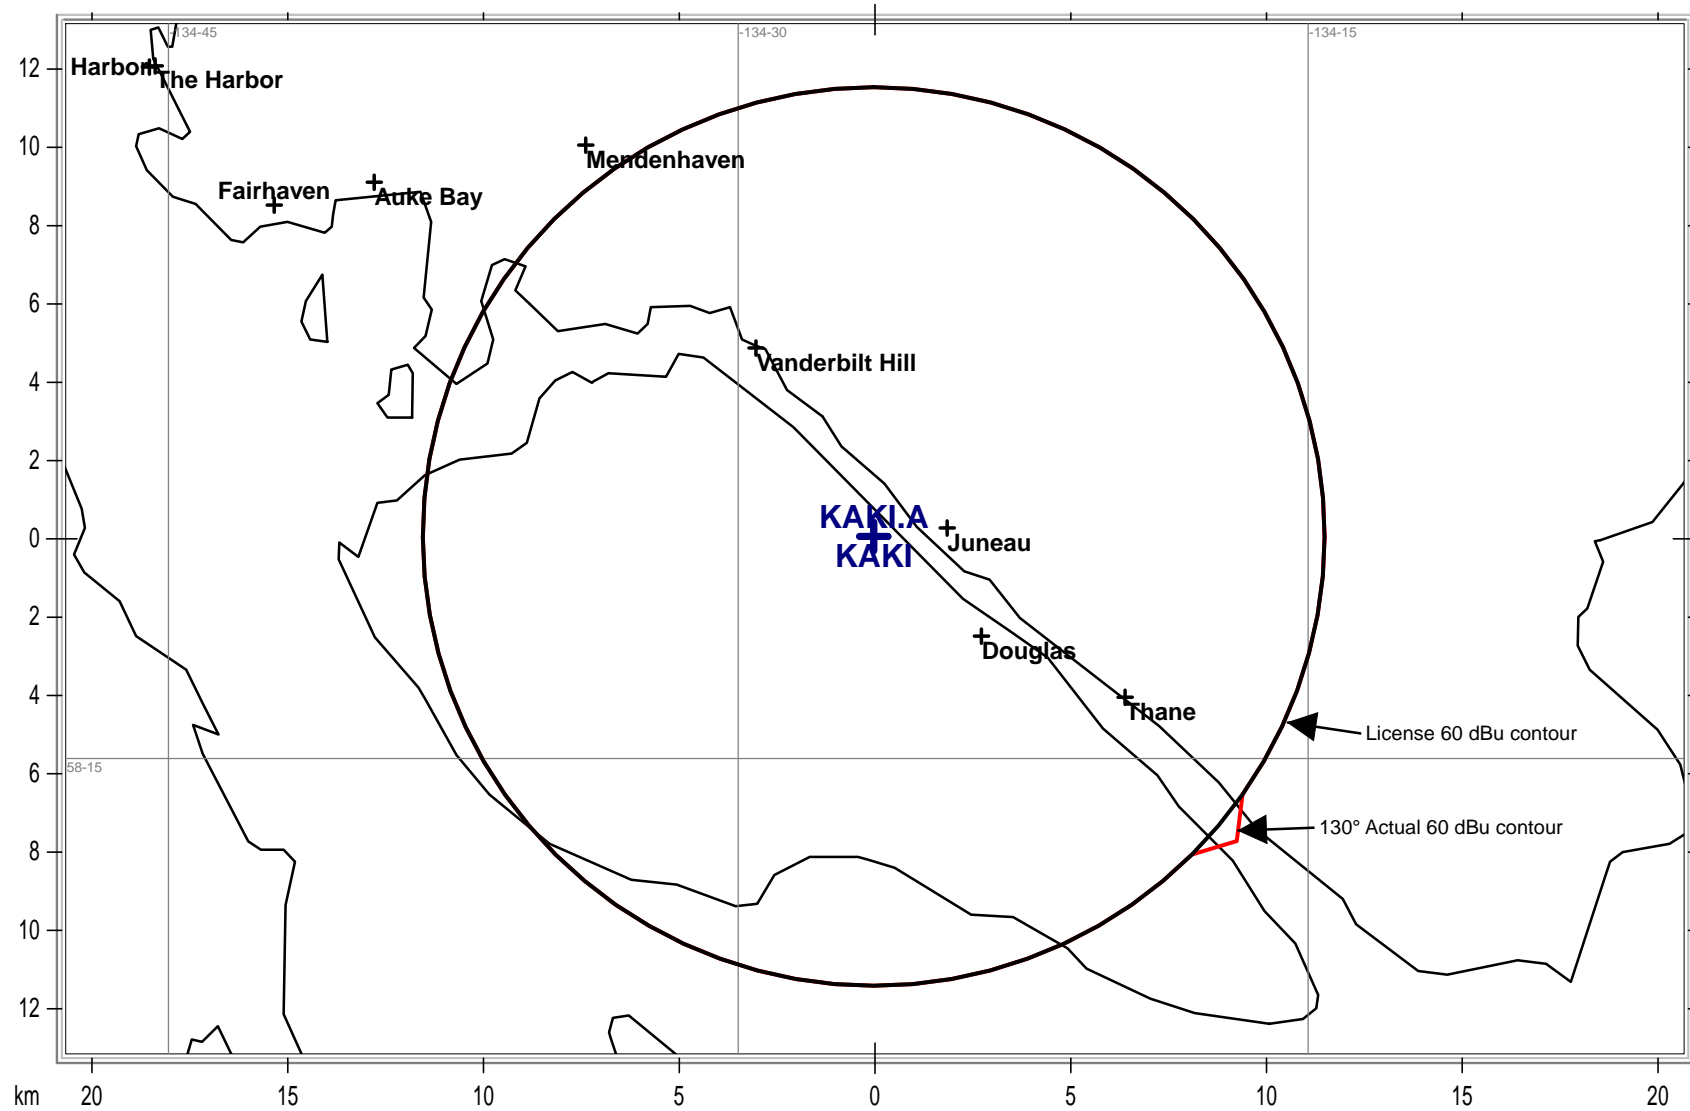 -134-45
-134-30
-134-15
12
Harbor
The Harbor
10
Mendenhaven
Fairhaven
Auke Bay
8
6
Vanderbilt Hill
4
2
KAKI.A
0
Juneau
KAKI
2
Douglas
4
Thane
License 60 dBu contour
58-15
6
130° Actual 60 dBu contour
8
10
12
km
20
15
10
5
0
5
10
15
20